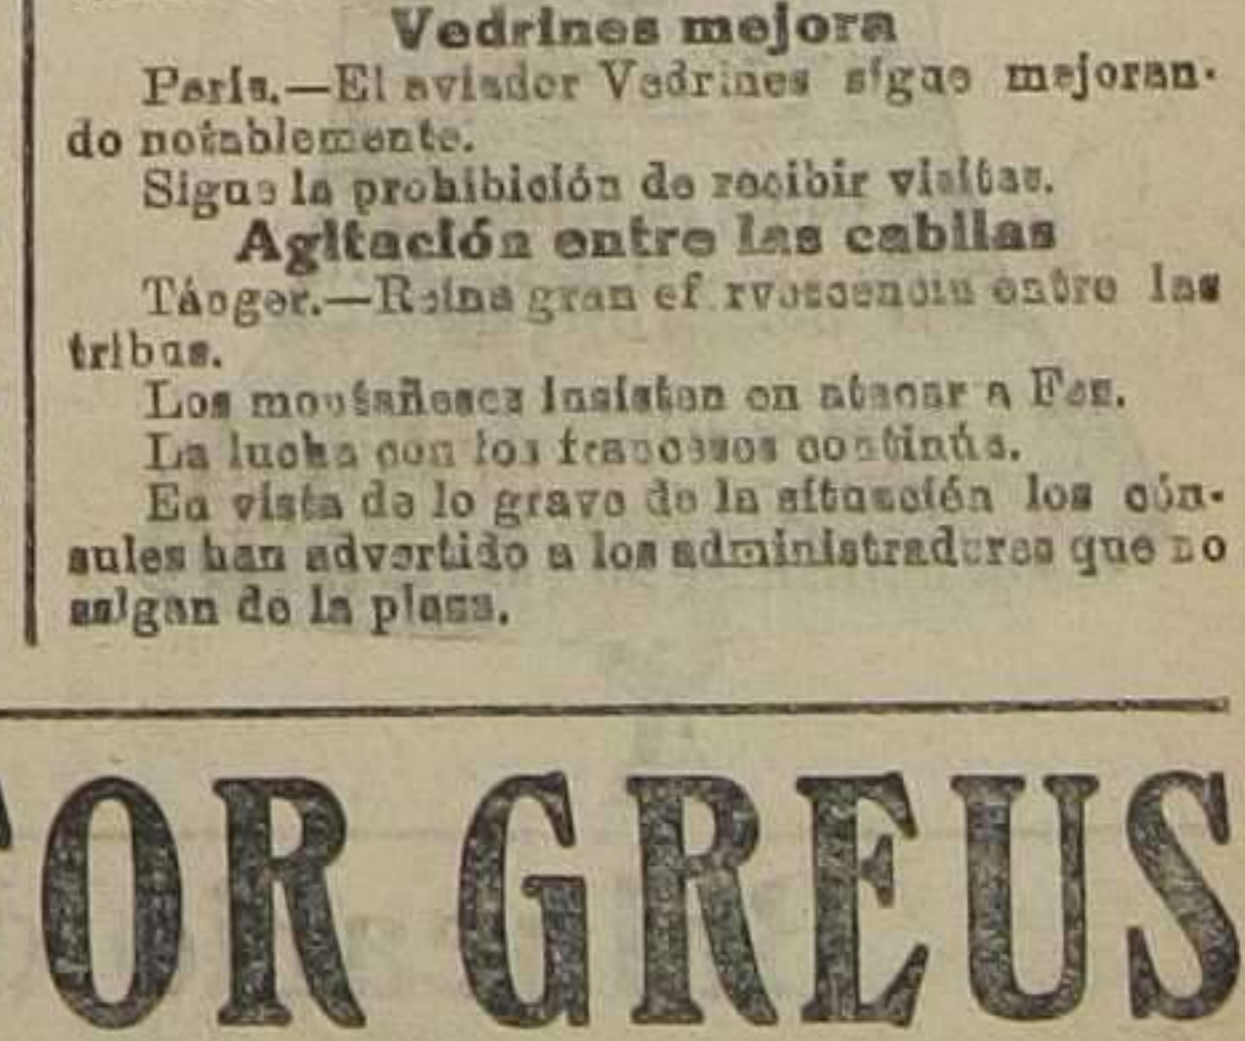 Vedrines mejora
París.—El aviador Vedrines sigue mejoran-
do notablemente.
Sigue la prohibición de recibir visitas.
Agitación entre las cabilas
Tánger.—Reina gran ef rvescencia entre las
tribus.
Los montañeses insisten en atacar a Fez.
La lucha con los franceses continúa.
En vista de lo grave de la situación los cón-
sules han advertido a los administradores que no
salgan de la plaza.
TOR GREUS